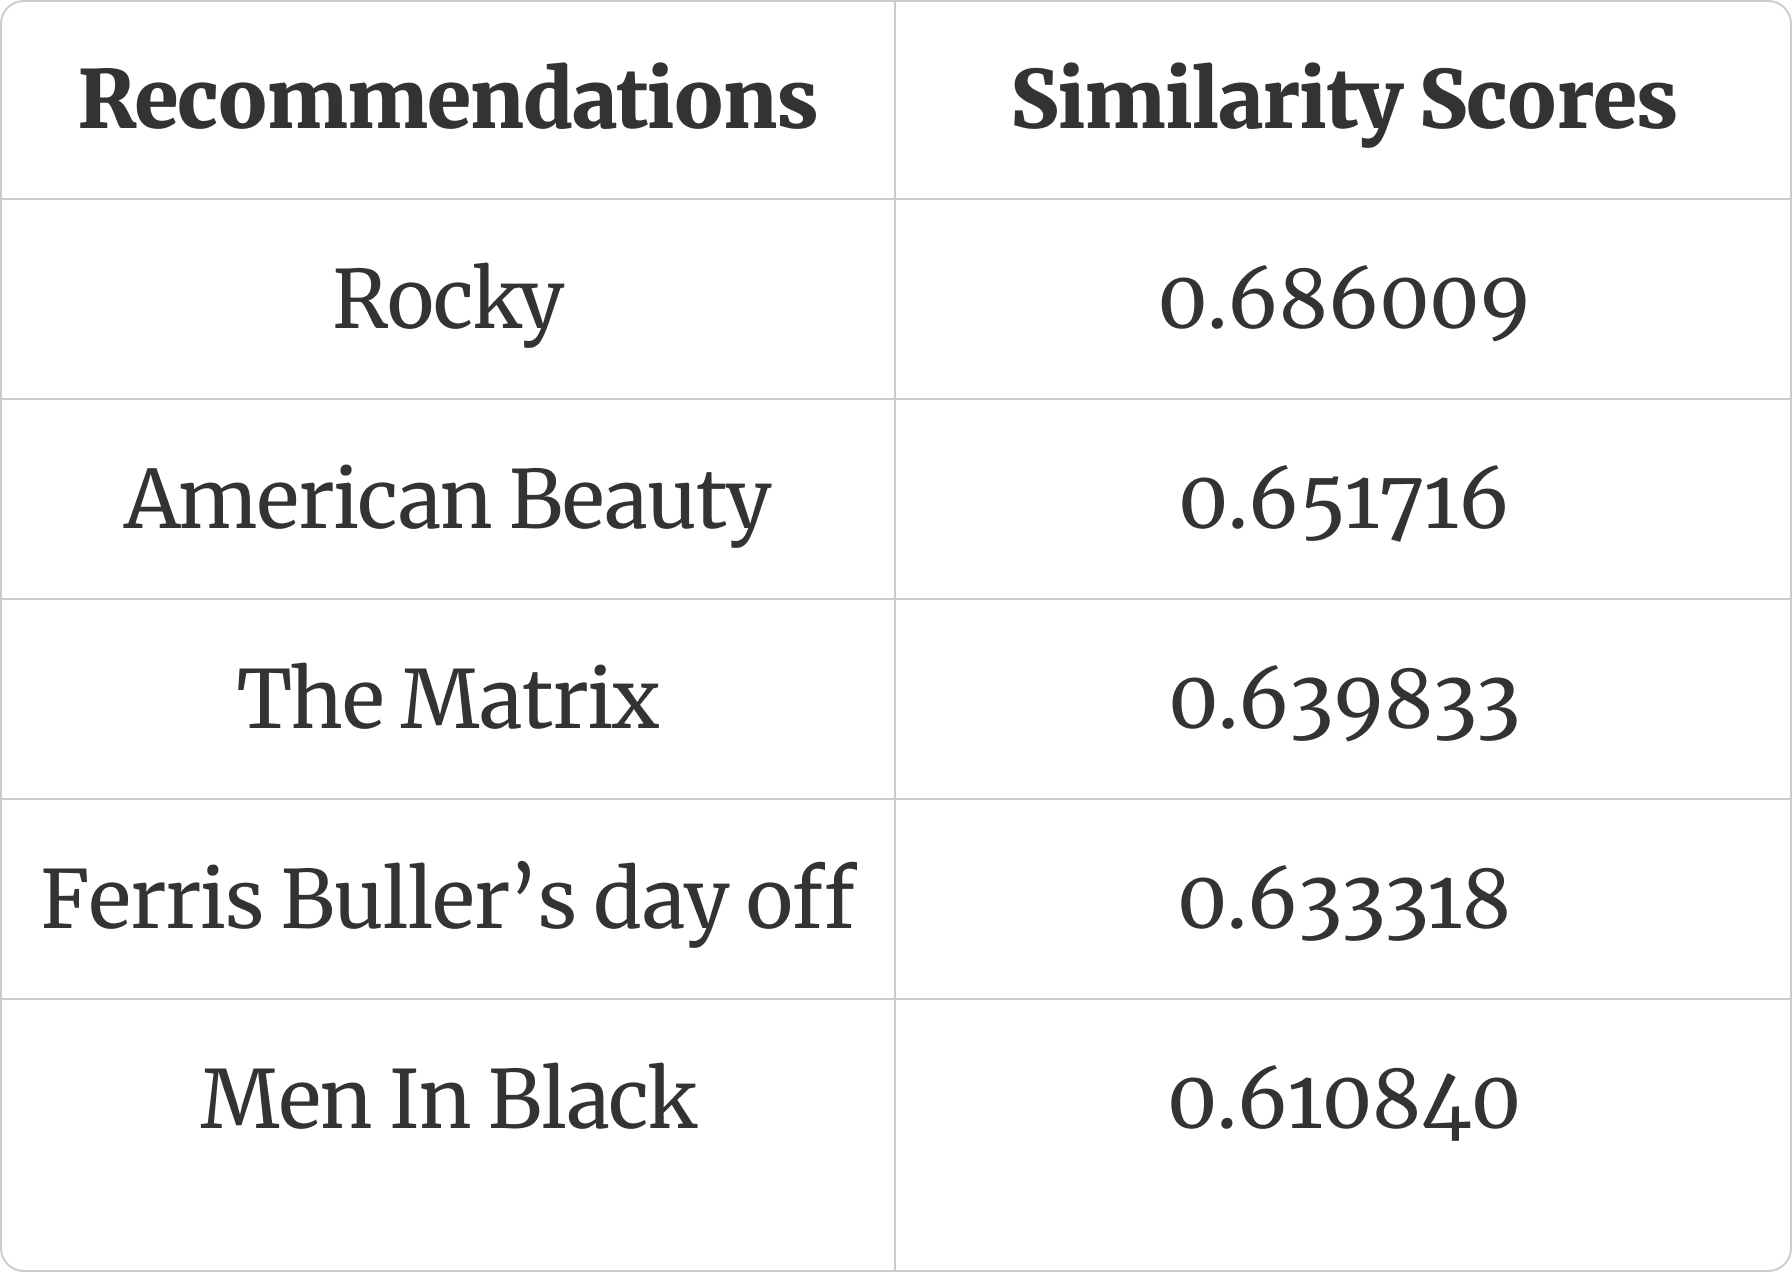 Recommendations Similarity Scores
Rocky 0.686009
American Beauty 0.651716
The Matrix 0.639833
Ferris Buller’s day off 0.633318
Men In Black 0.610840